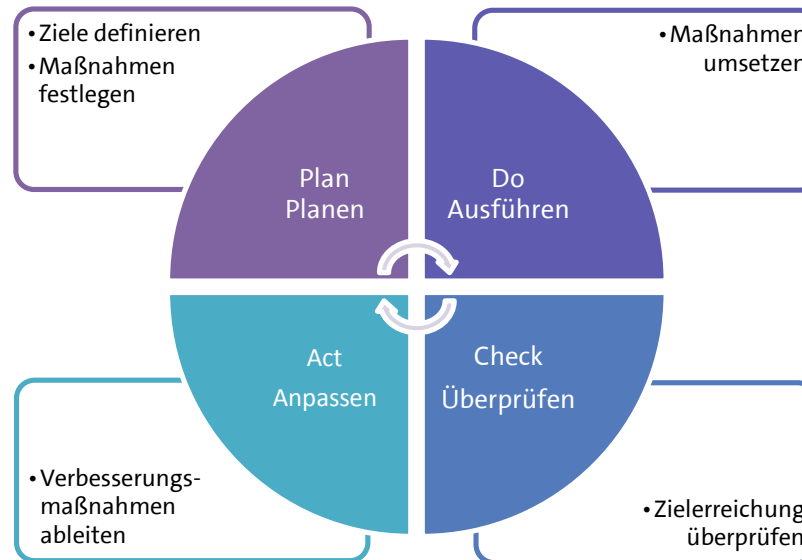 • Ziele definieren
• Maßnahmen
festlegen
• Maßnahmen
umsetzen
Plan
Planen
Do
Ausführen
Act
Anpassen
Check
Überprüfen
• Verbesserungs-
maßnahmen
ableiten
• Zielerreichung
überprüfen